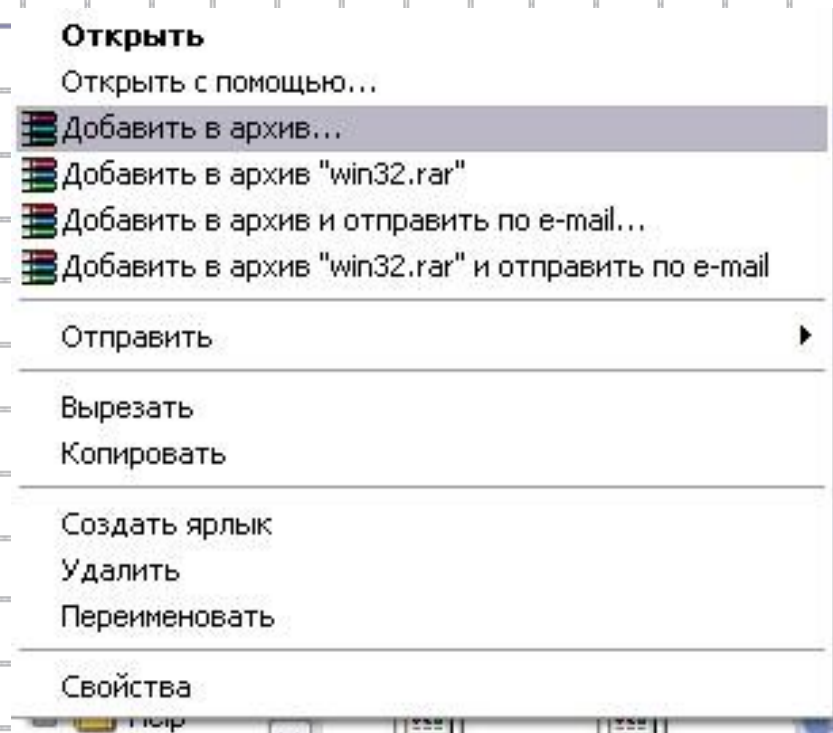 Открыть
Открыть с помощью...
Добавить в архив...
Добавить в архив "win32.rar"
Добавить в архив и отправить по e-mail...
Добавить в архив "win32.rar" и отправить по e-mail
Отправить
Вырезать
Копировать
Создать ярлык
Удалить
Переименовать
Свойства
Help